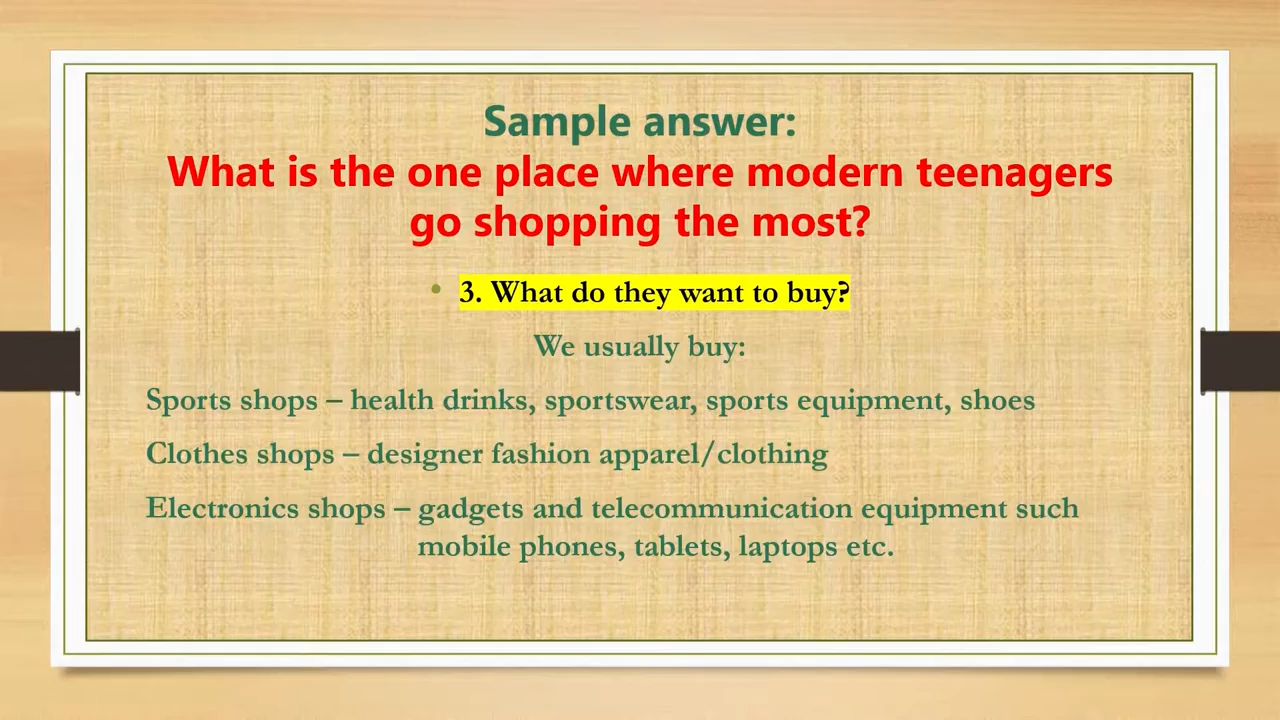 Sample answer:
What is the one place where modern teenagers
go shopping the most?
• 3. What do they want to buy?
We usually buy:
Sports shops – health drinks, sportswear, sports equipment, shoes
Clothes shops – designer fashion apparel/clothing
Electronics shops – gadgets and telecommunication equipment such
mobile phones, tablets, laptops etc.